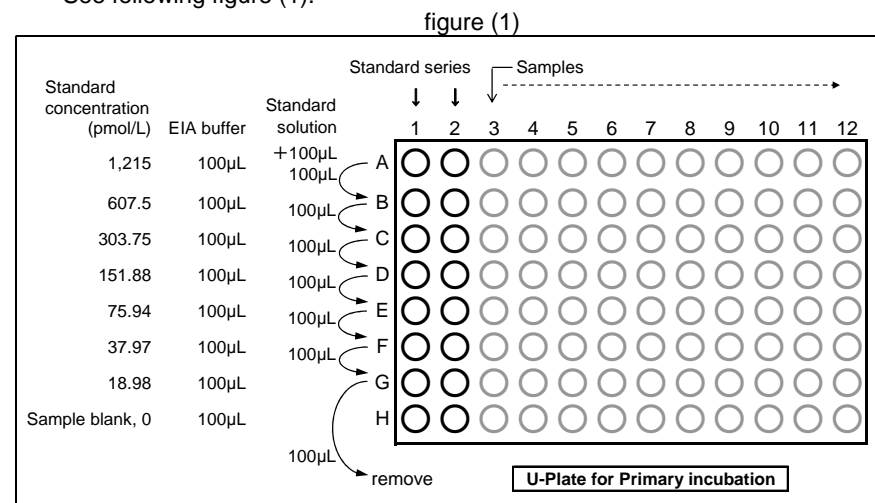 See following figure (1).
figure (1)
Standard series
Samples
Standard
concentration
(pmol/L)
EIA buffer
Standard
solution
1 2 3 4 5 6 7 8 9 10 11 12
1,215 100µL +100µL
100µL
A
607.5 100µL 100µL B
303.75 100µL 100µL C
151.88 100µL 100µL D
75.94 100µL 100µL E
37.97 100µL 100µL F
18.98 100µL G
Sample blank, 0 100µL H
100µL
remove
U-Plate for Primary incubation